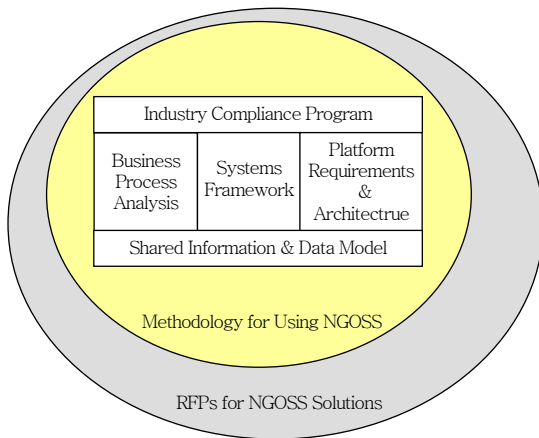 Industry Compliance Program
Business
Process
Analysis
Systems
Framework
Platform
Requirements
&
Architectrue
Shared Information & Data Model
Methodology for Using NGOSS
RFPs for NGOSS Solutions